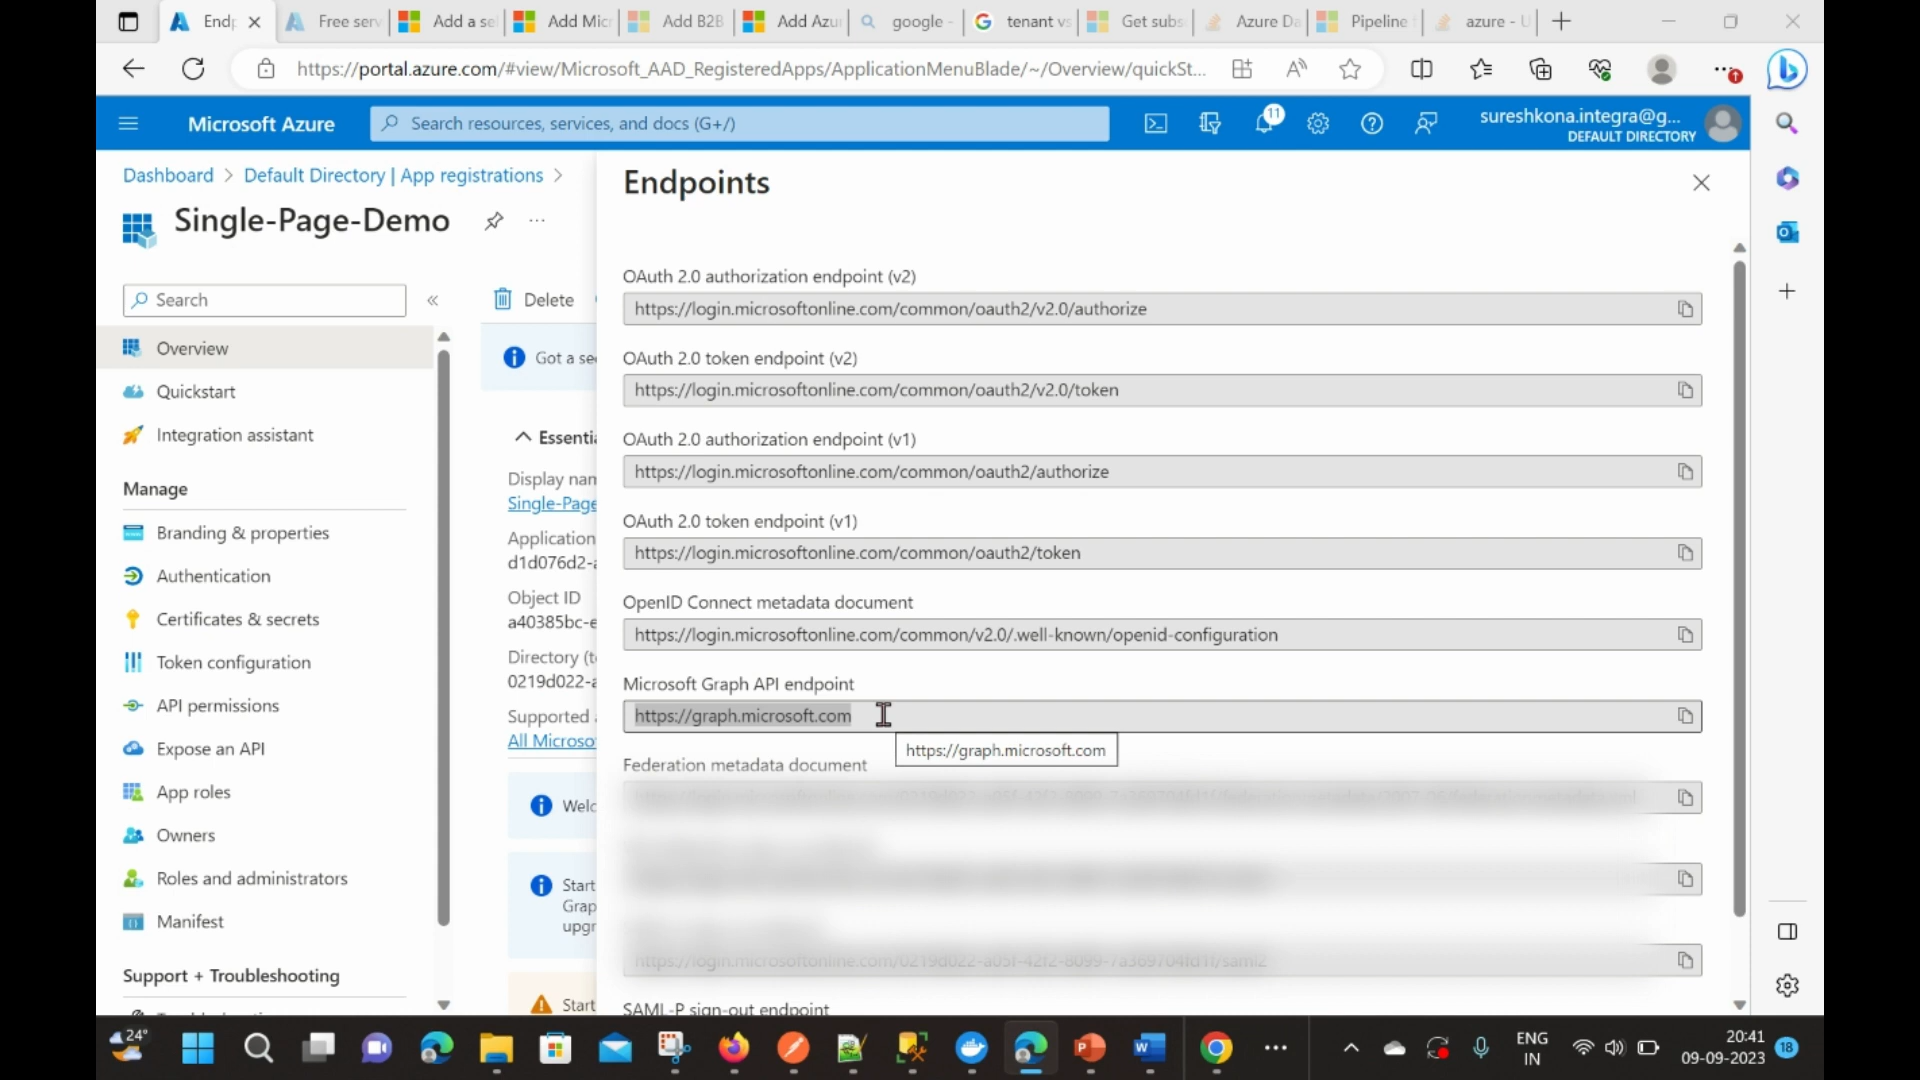 Endp
Free serv
Add a se
Add Micr
Add B2B
Add Azu
google -
tenant vs
Get subs
Azure Da
Pipeline
azure - U
https://portal.azure.com/#view/Microsoft_AAD_RegisteredApps/ApplicationMenuBlade/~/Overview/quickSt...
Microsoft Azure
Search resources, services, and docs (G+/)
11
sureshkona.integra@g...
DEFAULT DIRECTORY
Dashboard > Default Directory | App registrations >
Single-Page-Demo
Search
Overview
Quickstart
Integration assistant
Manage
Branding & properties
Authentication
Certificates & secrets
Token configuration
API permissions
Expose an API
App roles
Owners
Roles and administrators
Manifest
Support + Troubleshooting
Delete
Got a se
Essentia
Display nam
Single-Page
Application
d1d076d2-a
Object ID
a40385bc-e
Directory (t
0219d022-a
Supported a
All Microso
Welc
Start
Grap
upgr
Start
Endpoints
OAuth 2.0 authorization endpoint (v2)
https://login.microsoftonline.com/common/oauth2/v2.0/authorize
OAuth 2.0 token endpoint (v2)
https://login.microsoftonline.com/common/oauth2/v2.0/token
OAuth 2.0 authorization endpoint (v1)
https://login.microsoftonline.com/common/oauth2/authorize
OAuth 2.0 token endpoint (v1)
https://login.microsoftonline.com/common/oauth2/token
OpenID Connect metadata document
https://login.microsoftonline.com/common/v2.0/.well-known/openid-configuration
Microsoft Graph API endpoint
https://graph.microsoft.com
https://graph.microsoft.com
Federation metadata document
SAML-P sign-out endpoint
24°
ENG
IN
20:41
09-09-2023
18